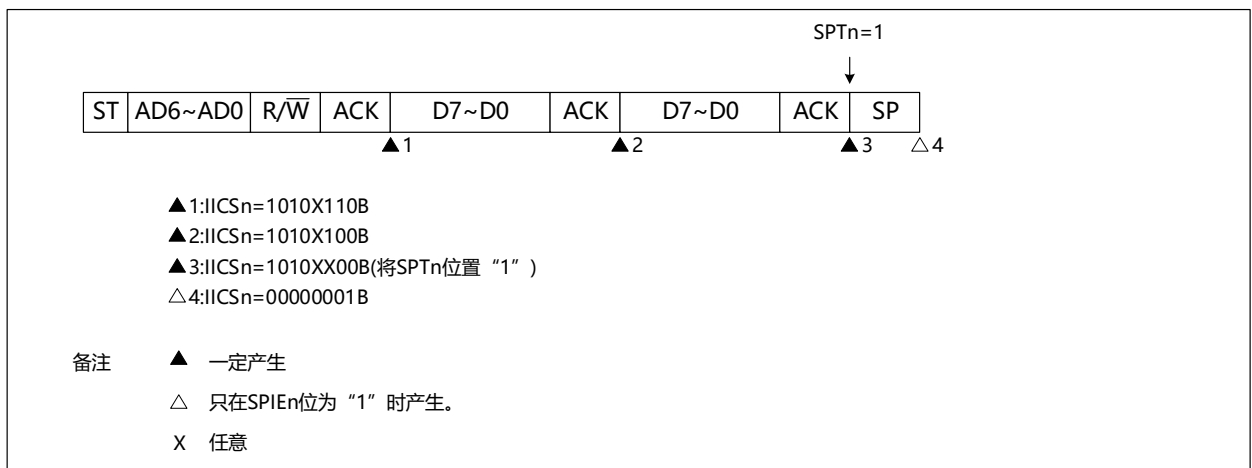 SPTn=1
ST AD6~AD0 R/W̅ ACK D7~D0 ACK D7~D0 ACK SP
▲1 ▲2 ▲3 △4
▲1:IICSn=1010X110B
▲2:IICSn=1010X100B
▲3:IICSn=1010XX00B(将SPTn位置“1”)
△4:IICSn=00000001B
备注 ▲ 一定产生
△ 只在SPIEn位为“1”时产生。
X 任意